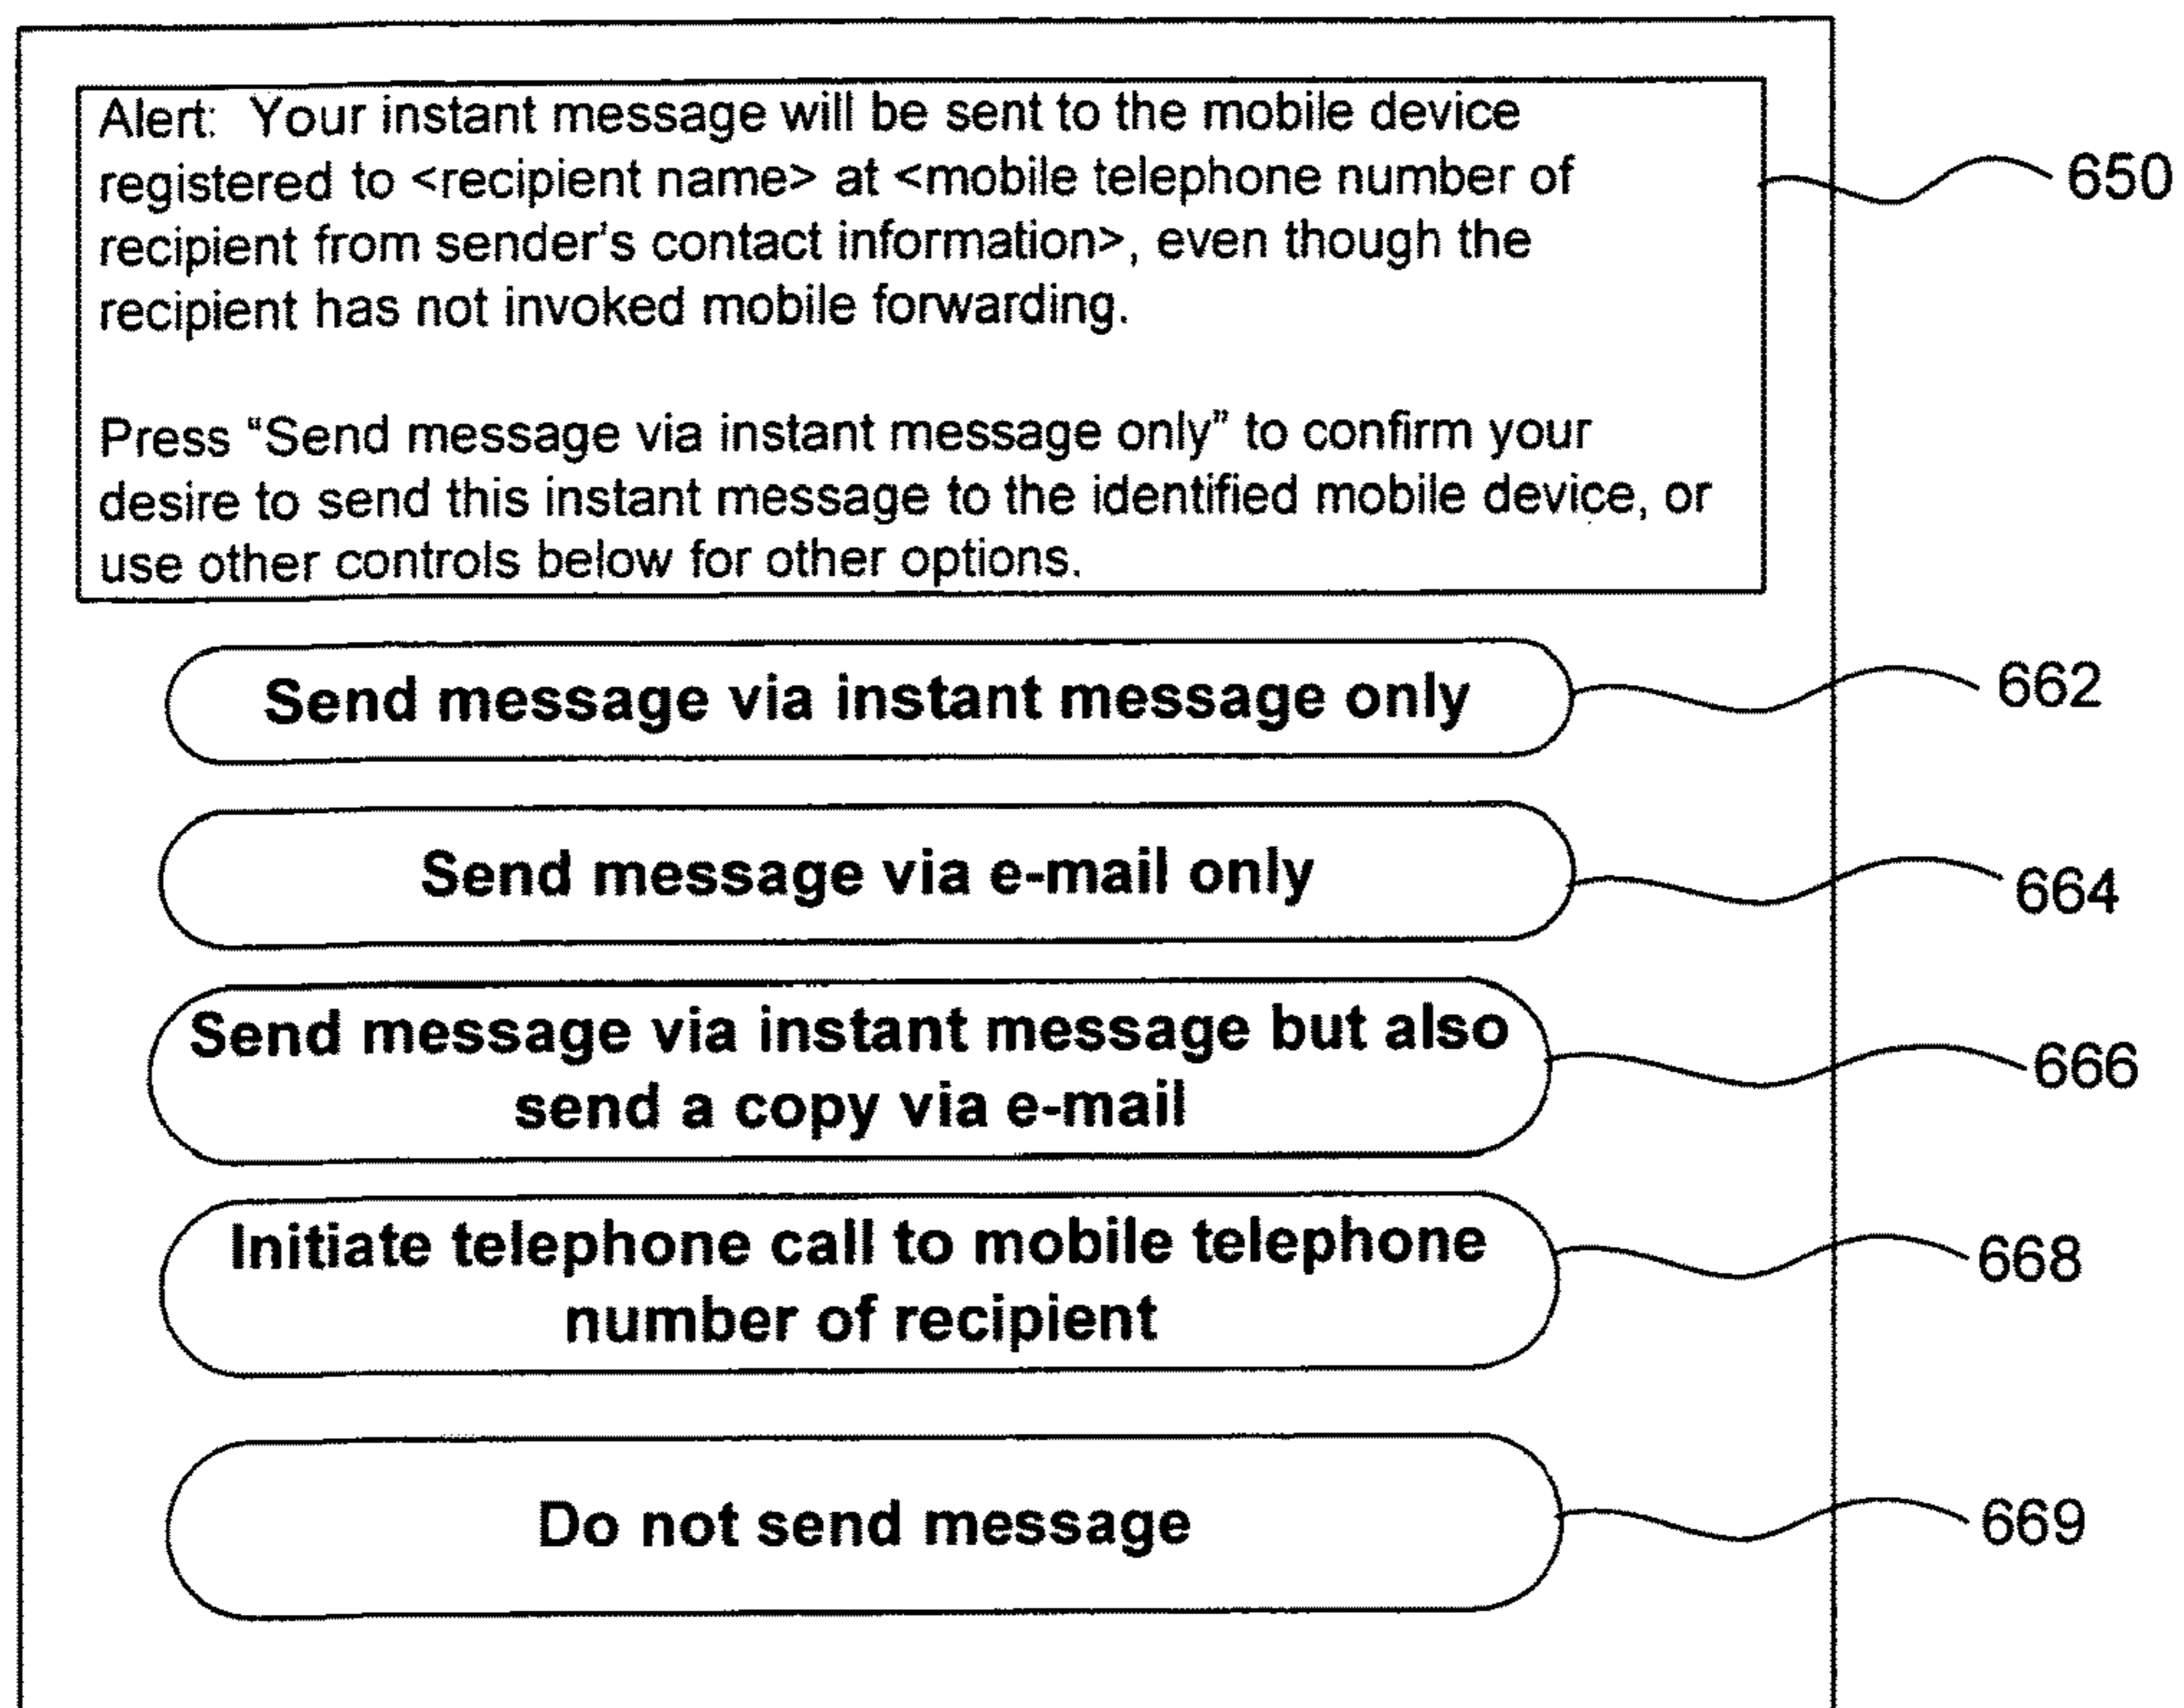 Alert:  Your instant message will be sent to the mobile device
registered to <recipient name> at <mobile telephone number of
recipient from sender's contact information>, even though the
recipient has not invoked mobile forwarding.
650
Press “Send message via instant message only” to confirm your
desire to send this instant message to the identified mobile device, or
use other controls below for other options.
Send message via instant message only
662
Send message via e-mail only
664
Send message via instant message but also
send a copy via e-mail
666
Initiate telephone call to mobile telephone
number of recipient
668
Do not send message
669